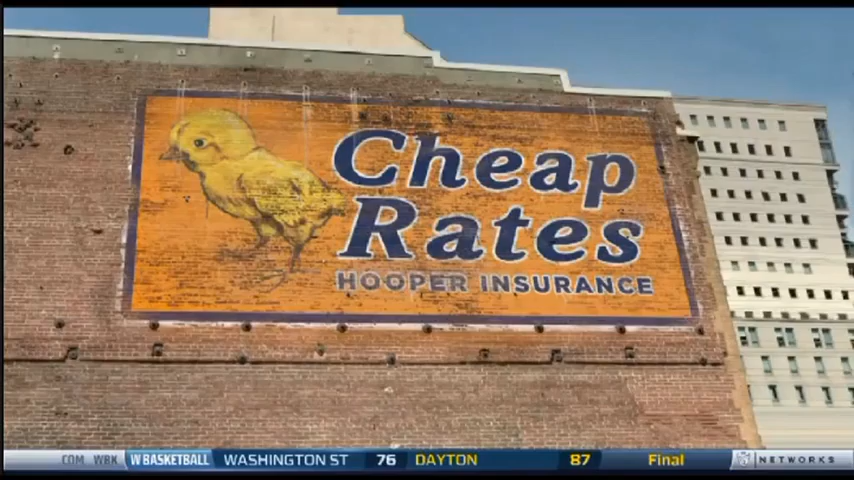 Cheap
Rates
HOOPER INSURANCE
COM. WBK W BASKETBALL WASHINGTON ST 76 DAYTON 87 Final NETWORKS